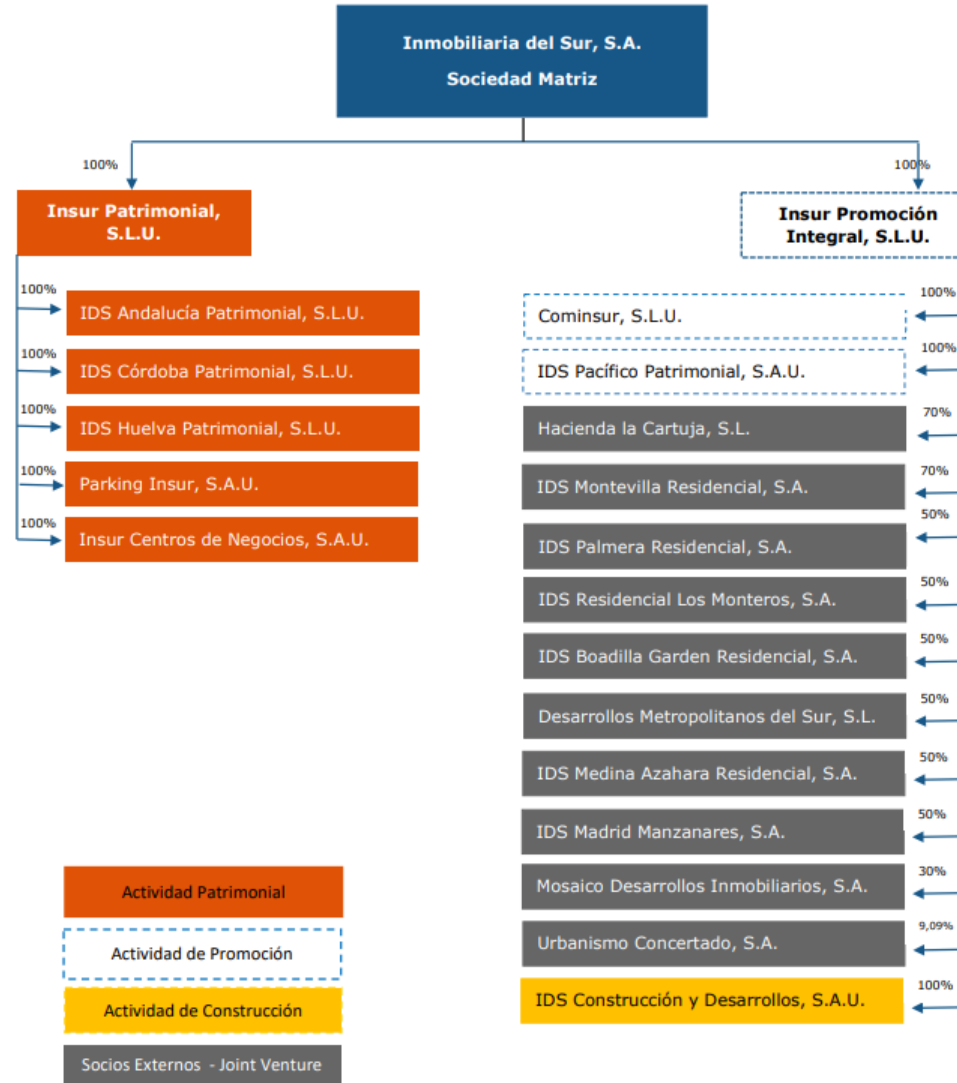 Inmobiliaria del Sur, S.A.
Sociedad Matriz
100%
100%
Insur Patrimonial,
S.L.U.
Insur Promoción
Integral, S.L.U.
100%
IDS Andalucía Patrimonial, S.L.U.
100%
IDS Córdoba Patrimonial, S.L.U.
100%
IDS Huelva Patrimonial, S.L.U.
100%
Parking Insur, S.A.U.
100%
Insur Centros de Negocios, S.A.U.
Cominsur, S.L.U.
100%
IDS Pacífico Patrimonial, S.A.U.
100%
Hacienda la Cartuja, S.L.
70%
IDS Montevilla Residencial, S.A.
70%
IDS Palmera Residencial, S.A.
50%
IDS Residencial Los Monteros, S.A.
50%
IDS Boadilla Garden Residencial, S.A.
50%
Desarrollos Metropolitanos del Sur, S.L.
50%
IDS Medina Azahara Residencial, S.A.
50%
IDS Madrid Manzanares, S.A.
50%
Mosaico Desarrollos Inmobiliarios, S.A.
30%
Urbanismo Concertado, S.A.
9,09%
IDS Construcción y Desarrollos, S.A.U.
100%
Actividad Patrimonial
Actividad de Promoción
Actividad de Construcción
Socios Externos - Joint Venture